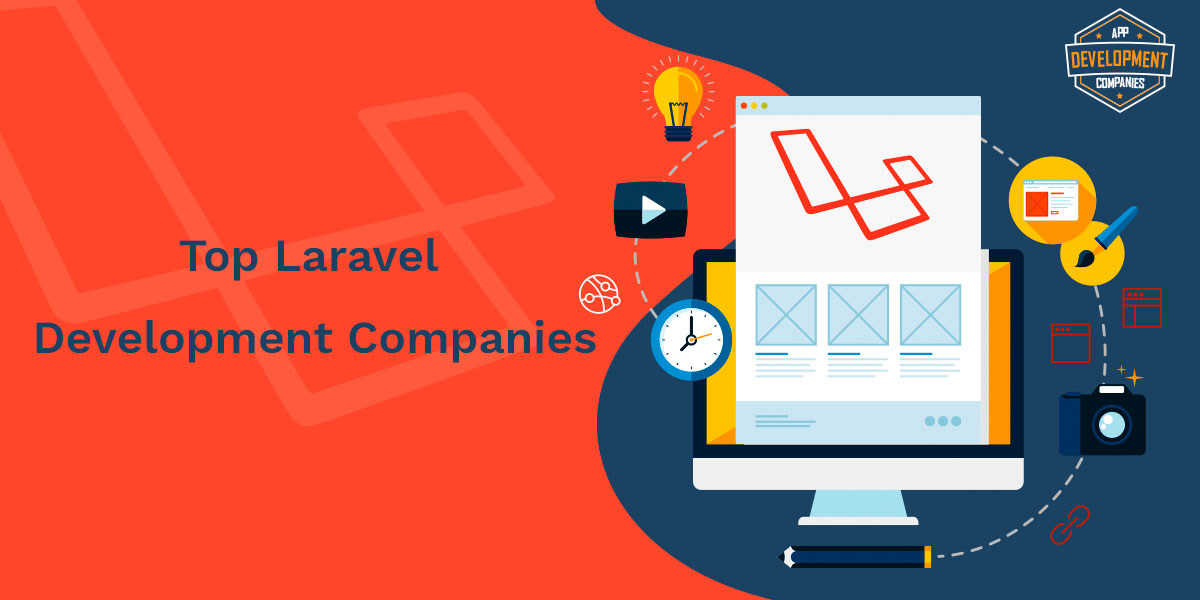 Top Laravel
Development Companies
APP
DEVELOPMENT
COMPANIES